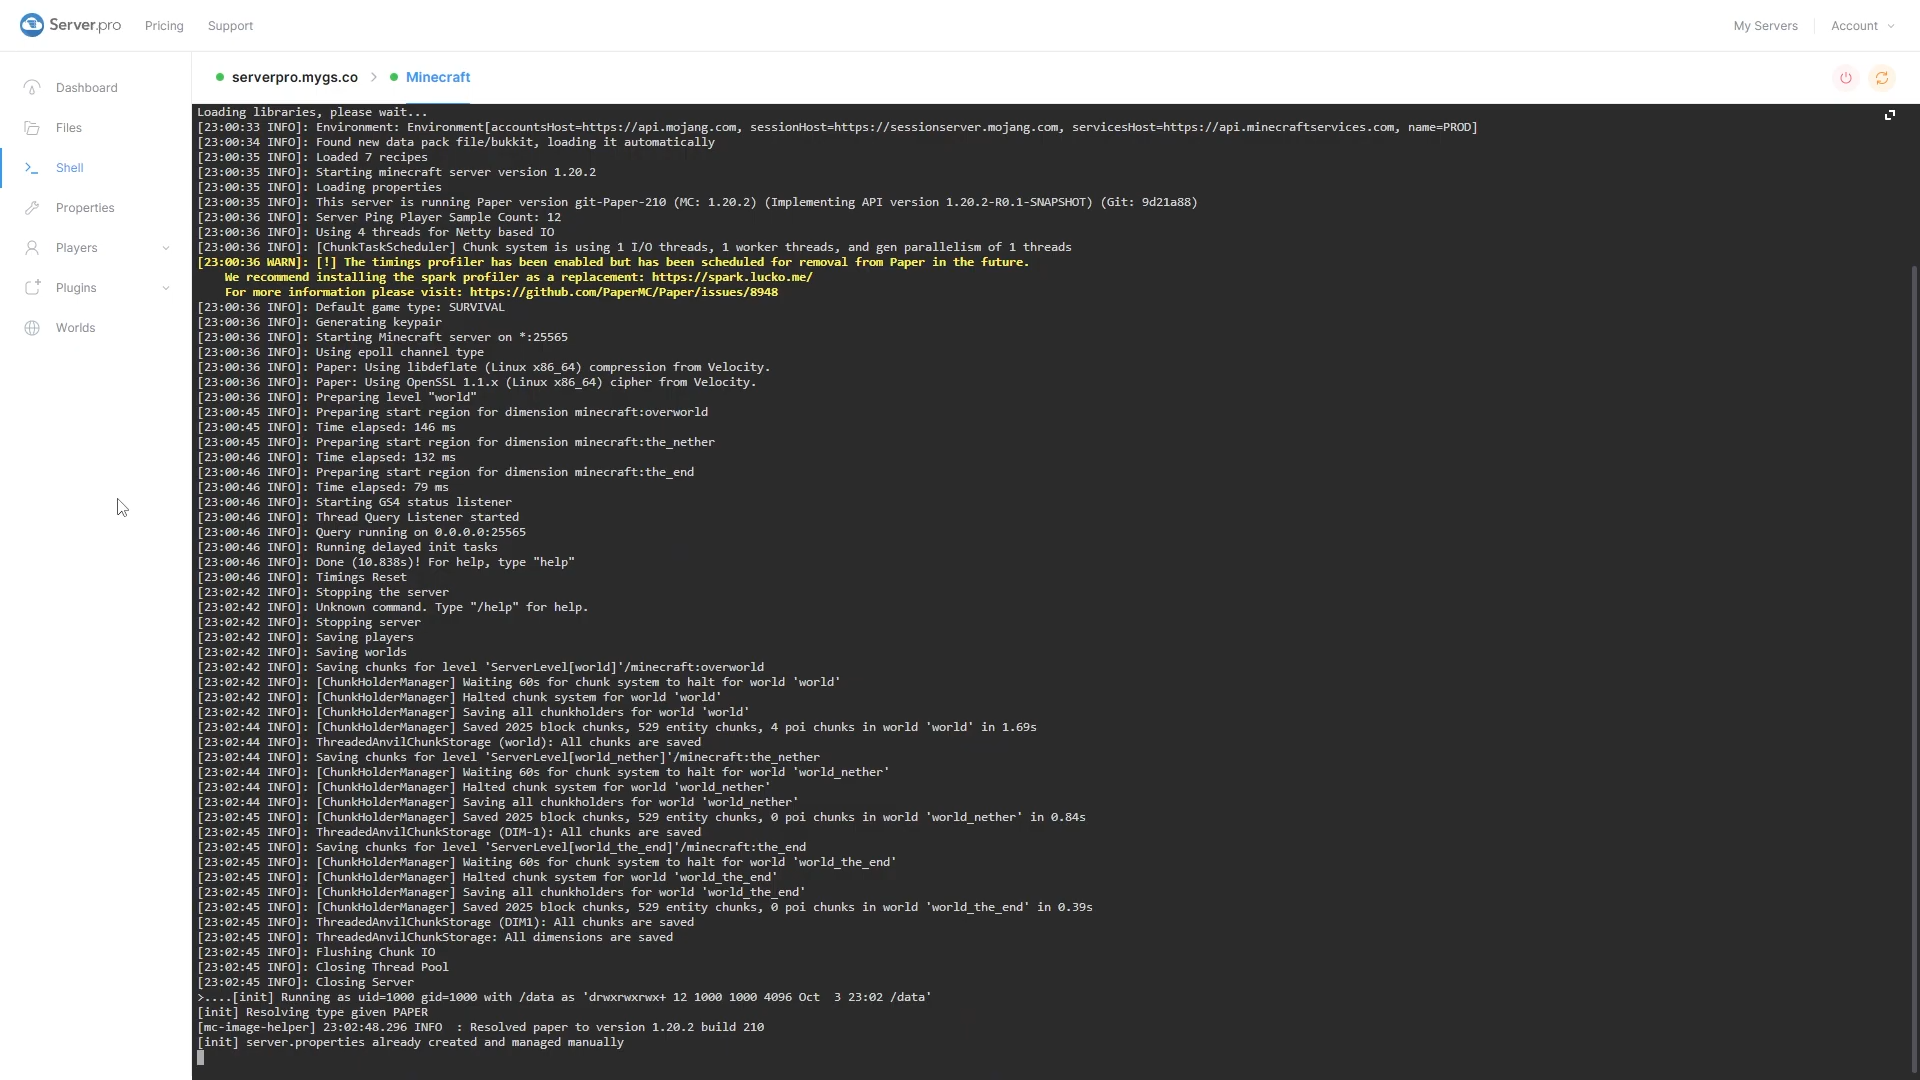 Server.pro
Pricing
Support
My Servers
Account
Dashboard
Files
Shell
Properties
Players
Plugins
Worlds
serverpro.mygs.co
Minecraft
Loading libraries, please wait...
[23:00:33 INFO]: Environment: Environment[accountsHost=https://api.mojang.com, sessionHost=https://sessionserver.mojang.com, servicesHost=https://api.minecraftservices.com, name=PROD]
[23:00:34 INFO]: Found new data pack file/bukkit, loading it automatically
[23:00:35 INFO]: Loaded 7 recipes
[23:00:35 INFO]: Starting minecraft server version 1.20.2
[23:00:35 INFO]: Loading properties
[23:00:35 INFO]: This server is running Paper version git-Paper-210 (MC: 1.20.2) (Implementing API version 1.20.2-R0.1-SNAPSHOT) (Git: 9d21a88)
[23:00:36 INFO]: Server Ping Player Sample Count: 12
[23:00:36 INFO]: Using 4 threads for Netty based IO
[23:00:36 INFO]: [ChunkTaskScheduler] Chunk system is using 1 I/O threads, 1 worker threads, and gen parallelism of 1 threads
[23:00:36 WARN]: [!] The timings profiler has been enabled but has been scheduled for removal from Paper in the future.
We recommend installing the spark profiler as a replacement: https://spark.lucko.me/
For more information please visit: https://github.com/PaperMC/Paper/issues/8948
[23:00:36 INFO]: Default game type: SURVIVAL
[23:00:36 INFO]: Generating keypair
[23:00:36 INFO]: Starting Minecraft server on *:25565
[23:00:36 INFO]: Using epoll channel type
[23:00:36 INFO]: Paper: Using libdeflate (Linux x86_64) compression from Velocity.
[23:00:36 INFO]: Paper: Using OpenSSL 1.1.x (Linux x86_64) cipher from Velocity.
[23:00:36 INFO]: Preparing level "world"
[23:00:45 INFO]: Preparing start region for dimension minecraft:overworld
[23:00:45 INFO]: Time elapsed: 146 ms
[23:00:45 INFO]: Preparing start region for dimension minecraft:the_nether
[23:00:45 INFO]: Time elapsed: 132 ms
[23:00:46 INFO]: Preparing start region for dimension minecraft:the_end
[23:00:46 INFO]: Time elapsed: 79 ms
[23:00:46 INFO]: Starting GS4 status listener
[23:00:46 INFO]: Thread Query Listener started
[23:00:46 INFO]: Query running on 0.0.0.0:25565
[23:00:46 INFO]: Running delayed init tasks
[23:00:46 INFO]: Done (10.838s)! For help, type "help"
[23:00:46 INFO]: Timings Reset
[23:02:42 INFO]: Stopping the server
[23:02:42 INFO]: Unknown command. Type "/help" for help.
[23:02:42 INFO]: Stopping server
[23:02:42 INFO]: Saving players
[23:02:42 INFO]: Saving worlds
[23:02:42 INFO]: Saving chunks for level 'ServerLevel[world]'/minecraft:overworld
[23:02:42 INFO]: [ChunkHolderManager] Waiting 60s for chunk system to halt for world 'world'
[23:02:42 INFO]: [ChunkHolderManager] Halted chunk system for world 'world'
[23:02:42 INFO]: [ChunkHolderManager] Saving all chunkholders for world 'world'
[23:02:44 INFO]: [ChunkHolderManager] Saved 2025 block chunks, 529 entity chunks, 4 poi chunks in world 'world' in 1.69s
[23:02:44 INFO]: ThreadedAnvilChunkStorage (world): All chunks are saved
[23:02:44 INFO]: Saving chunks for level 'ServerLevel[world_nether]'/minecraft:the_nether
[23:02:44 INFO]: [ChunkHolderManager] Waiting 60s for chunk system to halt for world 'world_nether'
[23:02:44 INFO]: [ChunkHolderManager] Halted chunk system for world 'world_nether'
[23:02:44 INFO]: [ChunkHolderManager] Saving all chunkholders for world 'world_nether'
[23:02:45 INFO]: [ChunkHolderManager] Saved 2025 block chunks, 529 entity chunks, 0 poi chunks in world 'world_nether' in 0.84s
[23:02:45 INFO]: ThreadedAnvilChunkStorage (DIM-1): All chunks are saved
[23:02:45 INFO]: Saving chunks for level 'ServerLevel[world_the_end]'/minecraft:the_end
[23:02:45 INFO]: [ChunkHolderManager] Waiting 60s for chunk system to halt for world 'world_the_end'
[23:02:45 INFO]: [ChunkHolderManager] Halted chunk system for world 'world_the_end'
[23:02:45 INFO]: [ChunkHolderManager] Saving all chunkholders for world 'world_the_end'
[23:02:45 INFO]: [ChunkHolderManager] Saved 2025 block chunks, 529 entity chunks, 0 poi chunks in world 'world_the_end' in 0.39s
[23:02:45 INFO]: ThreadedAnvilChunkStorage (DIM1): All chunks are saved
[23:02:45 INFO]: ThreadedAnvilChunkStorage: All dimensions are saved
[23:02:45 INFO]: Flushing Chunk IO
[23:02:45 INFO]: Closing Thread Pool
[23:02:45 INFO]: Closing Server
>....[init] Running as uid=1000 gid=1000 with /data as 'drwxrwxrwx+ 12 1000 1000 4096 Oct  3 23:02 /data'
[init] Resolving type given PAPER
[mc-image-helper] 23:02:48.296 INFO  : Resolved paper to version 1.20.2 build 210
[init] server.properties already created and managed manually